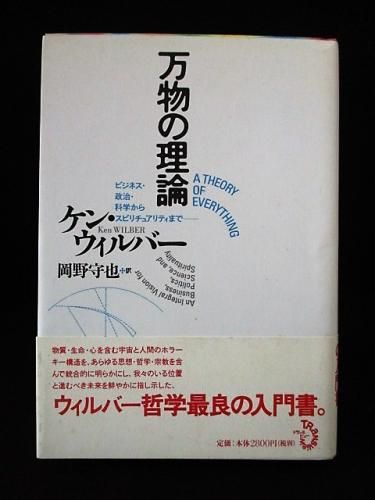 万物の理論
A THEORY
OF
EVERYTHING
ビジネス・
政治・
科学から
スピリチュアリティまで――
ケン・
Ken WILBER
ウィルバー
岡野守也・訳
An Integral Vision for
Business,
Politics,
Science, and
Spirituality
物質・生命・心を含む宇宙と人間のホラー
キー構造を、あらゆる思想・哲学・宗教を含
んで統合的に明らかにし、我々のいる位置
と進むべき未来を鮮やかに指し示した、
ウィルバー哲学最良の入門書。
定価:本体2800円(税別)